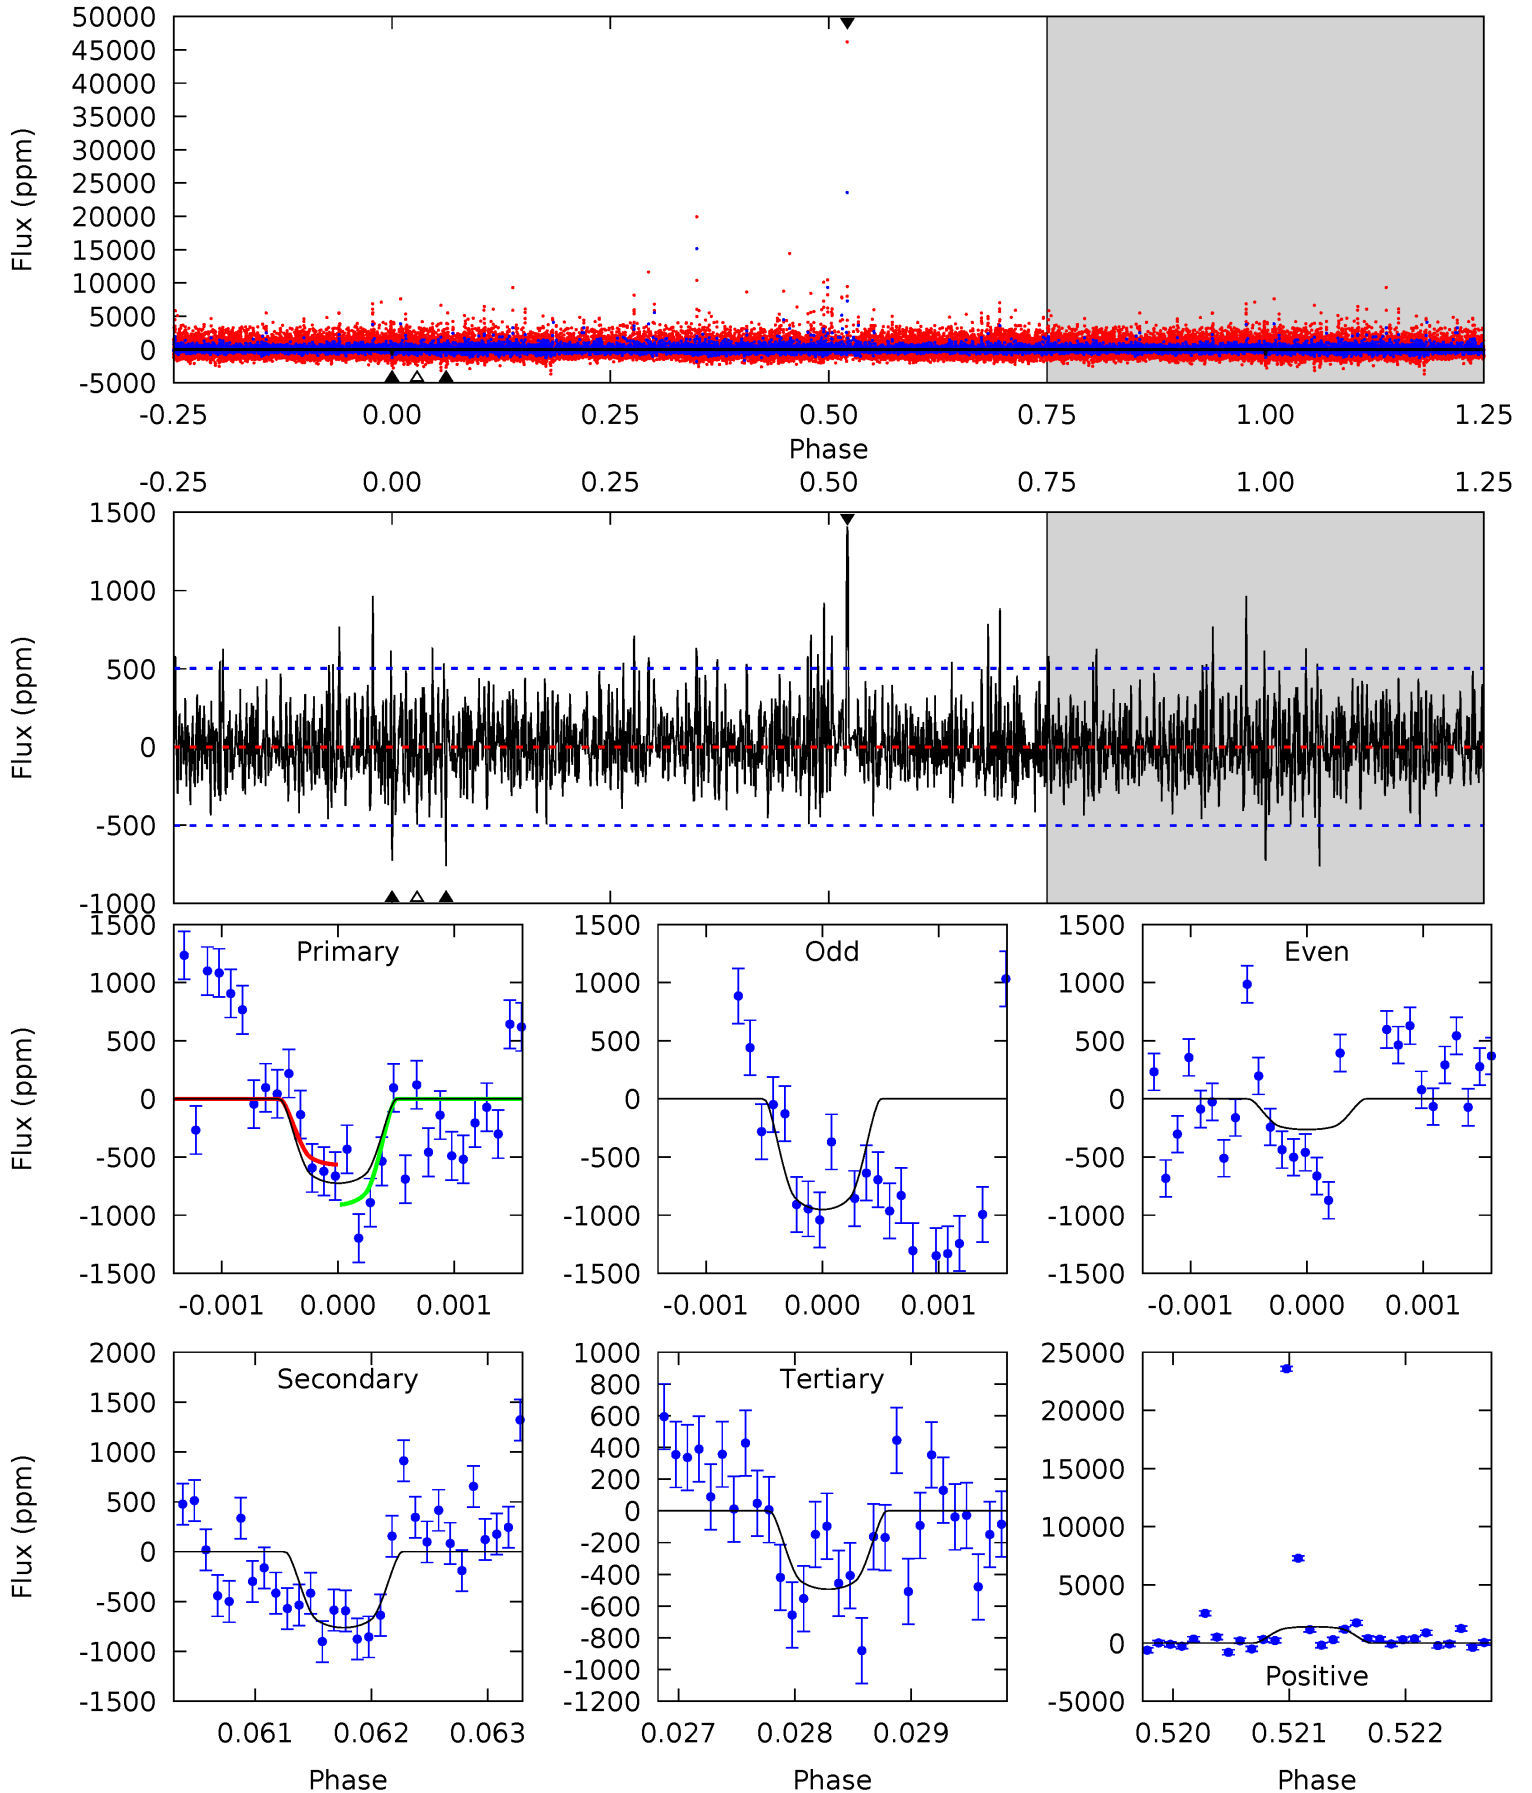 50000
45000
40000
35000
30000
25000
20000
15000
10000
5000
0
-5000
Flux (ppm)
-0.25 0.00 0.25 0.50 0.75 1.00 1.25
Phase
-0.25 0.00 0.25 0.50 0.75 1.00 1.25
1500
1000
500
0
-500
-1000
Flux (ppm)
Primary
1500
1000
500
0
-500
-1000
-1500
Flux (ppm)
-0.001 0.000 0.001
Odd
1000
500
0
-500
-1000
-1500
-0.001 0.000 0.001
Even
1000
500
0
-500
-1000
-1500
-0.001 0.000 0.001
Secondary
2000
1500
1000
500
0
-500
-1000
-1500
Flux (ppm)
0.061 0.062 0.063
Phase
Tertiary
1000
800
600
400
200
0
-200
-400
-600
-800
-1000
-1200
0.027 0.028 0.029
Phase
Positive
25000
20000
15000
10000
5000
0
-5000
0.520 0.521 0.522
Phase